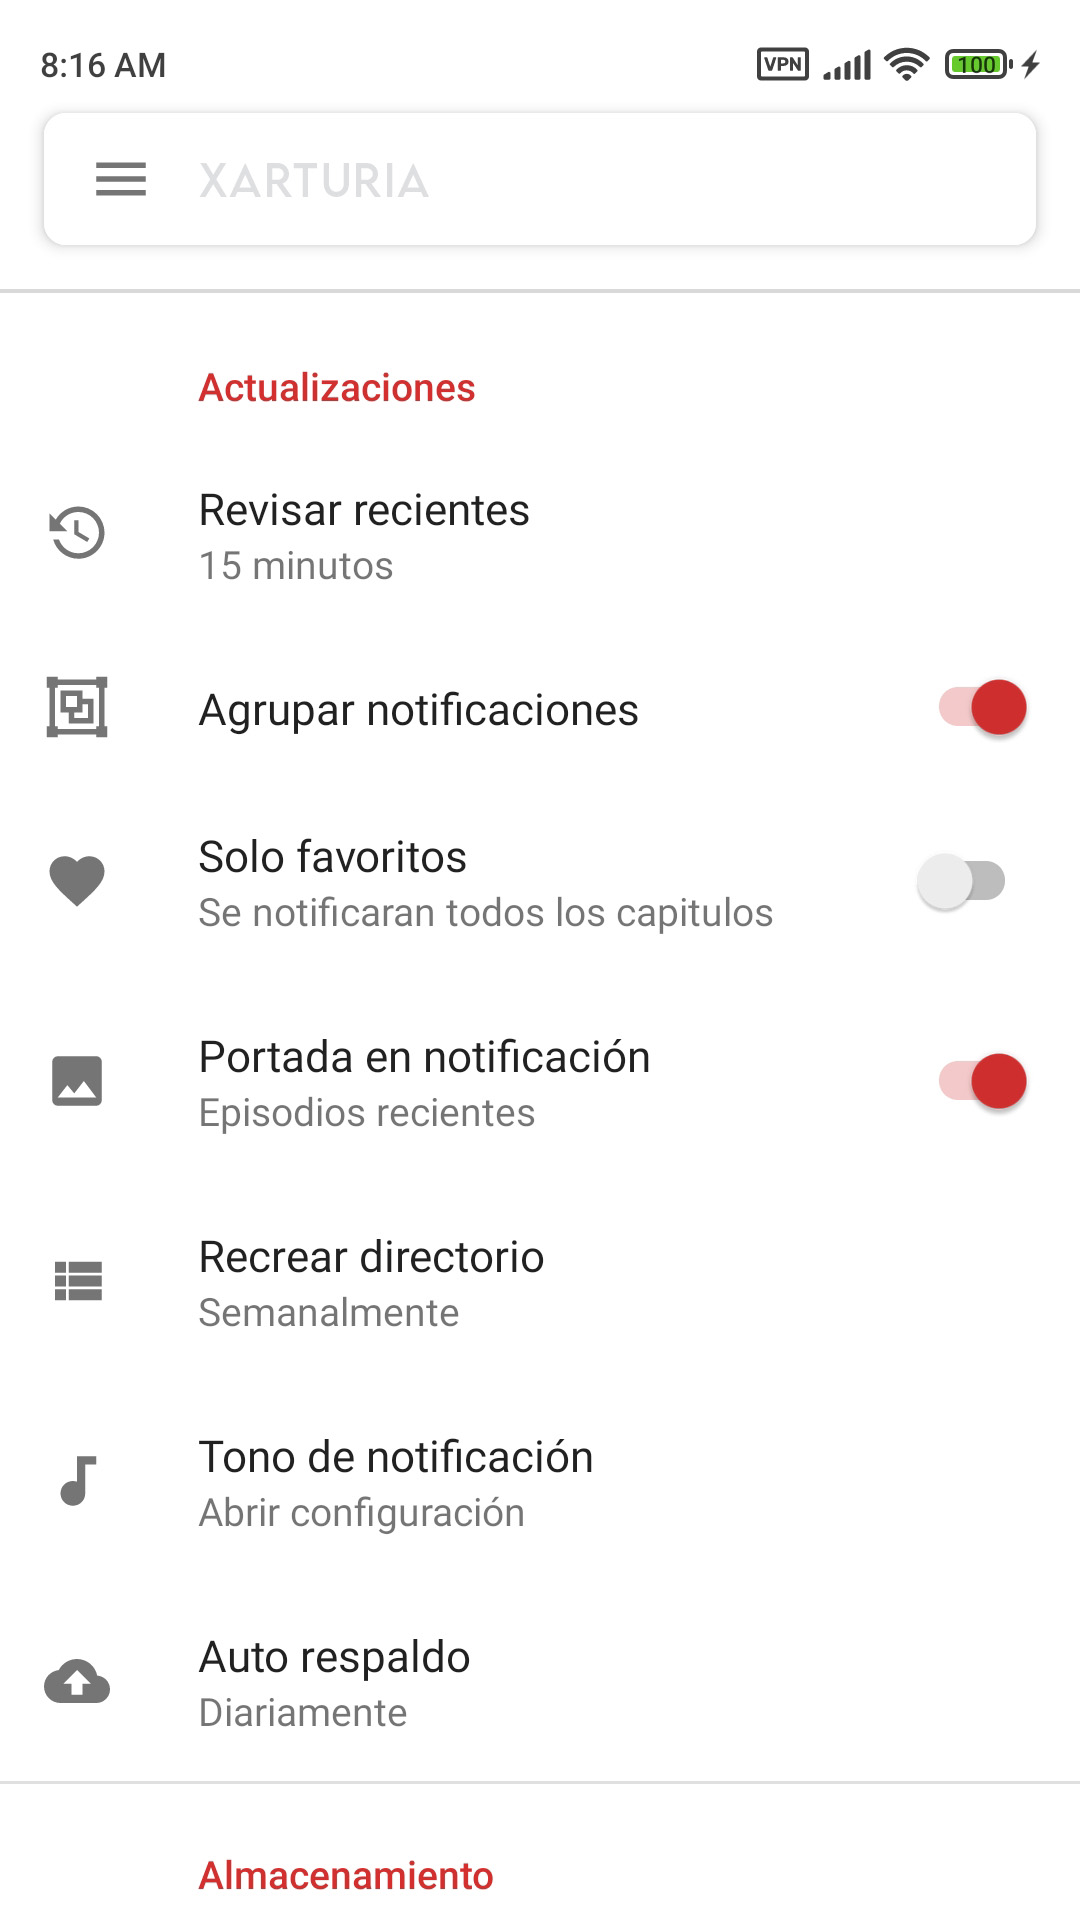 8:16 AM
VPN
100
XARTURIA
Actualizaciones
Revisar recientes
15 minutos
Agrupar notificaciones
Solo favoritos
Se notificaran todos los capitulos
Portada en notificación
Episodios recientes
Recrear directorio
Semanalmente
Tono de notificación
Abrir configuración
Auto respaldo
Diariamente
Almacenamiento